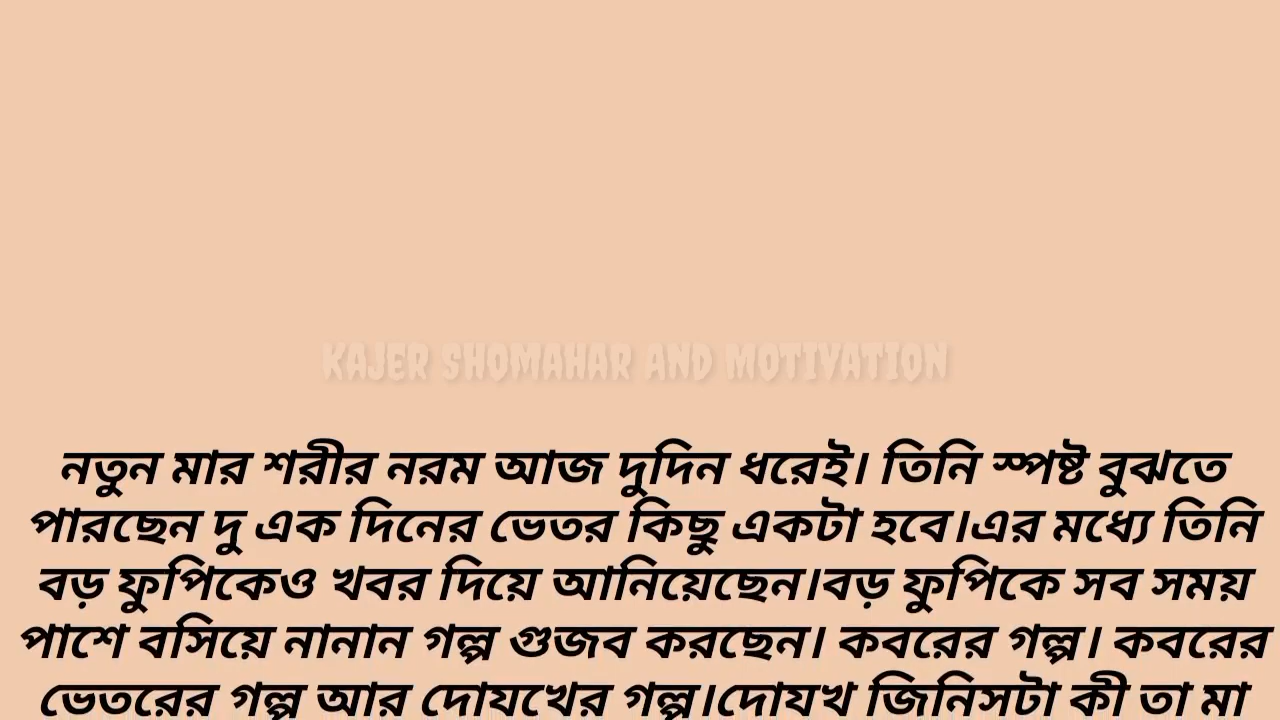 KAJER SHOMAHAR AND MOTIVATION
নতুন মার শরীর নরম আজ দুদিন ধরেই। তিনি স্পষ্ট বুঝতে
পারছেন দু এক দিনের ভেতর কিছু একটা হবে।এর মধ্যে তিনি
বড় ফুপিকেও খবর দিয়ে আনিয়েছেন।বড় ফুপিকে সব সময়
পাশে বসিয়ে নানান গল্প গুজব করছেন। কবরের গল্প। কবরের
ভেতরের গল্প আর দোযখের গল্প।দোযখ জিনিসটা কী তা মা